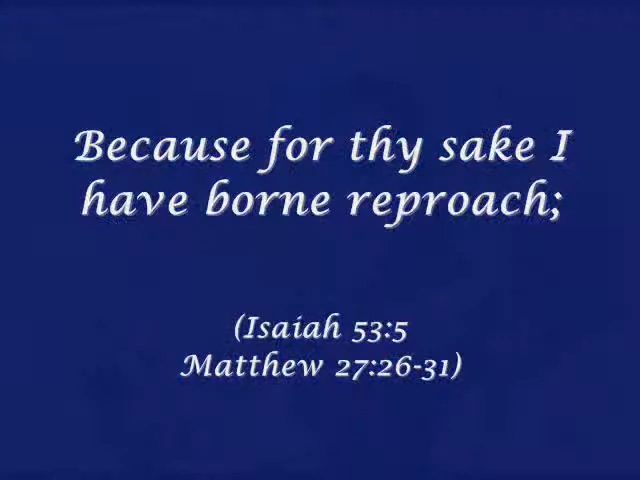 Because for thy sake I
have borne reproach;
(Isaiah 53:5
Matthew 27:26-31)